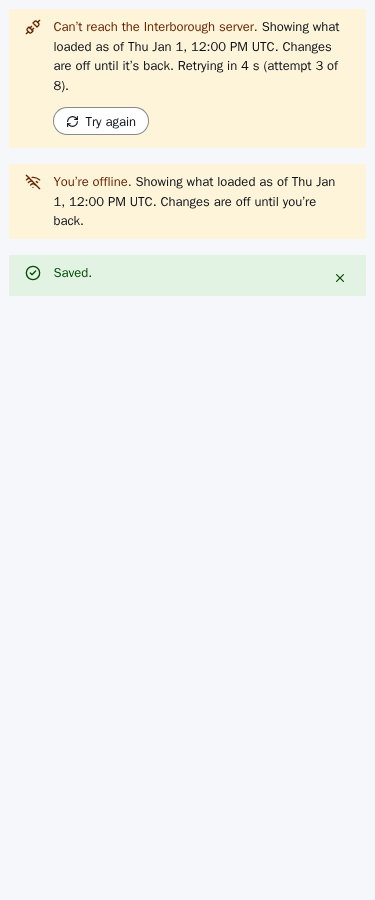 Can’t reach the Interborough server. Showing what
loaded as of Thu Jan 1, 12:00 PM UTC. Changes
are off until it’s back. Retrying in 4 s (attempt 3 of
8).
Try again
You’re offline. Showing what loaded as of Thu Jan
1, 12:00 PM UTC. Changes are off until you’re
back.
Saved.